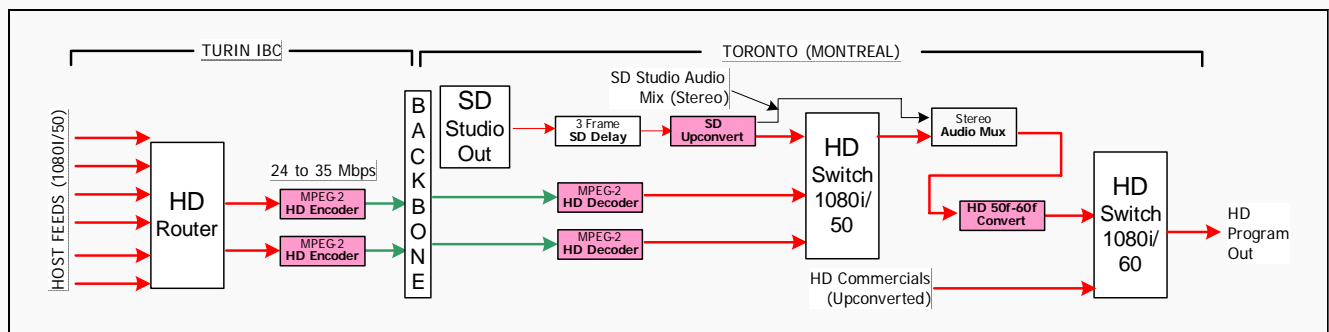 TURIN IBC
TORONTO (MONTREAL)
HOST FEEDS (1080I/50)
HD
Router
24 to 35 Mbps
MPEG-2
HD Encoder
MPEG-2
HD Encoder
BACKBONE
SD
Studio
Out
3 Frame
SD Delay
SD Studio Audio
Mix (Stereo)
SD
Upconvert
MPEG-2
HD Decoder
MPEG-2
HD Decoder
HD
Switch
1080i/
50
Stereo
Audio Mux
HD 50f-60f
Convert
HD Commercials
(Upconverted)
HD
Switch
1080i/
60
HD
Program
Out